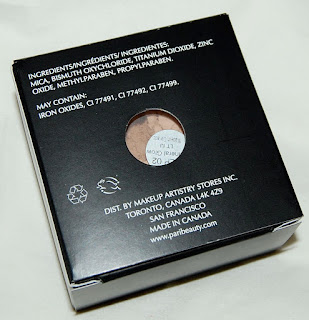 INGREDIENTS/INGRÉDIENTS/ INGREDIENTES:
MICA, BISMUTH OXYCHLORIDE, TITANIUM DIOXIDE, ZINC
OXIDE, METHYLPARABEN, PROPYLPARABEN.
MAY CONTAIN:
IRON OXIDES, CI 77491, CI 77492, CI 77499.
02
LT M
DIST. BY MAKEUP ARTISTRY STORES INC.
TORONTO, CANADA L4K 4Z9
SAN FRANCISCO
MADE IN CANADA
www.paribeauty.com